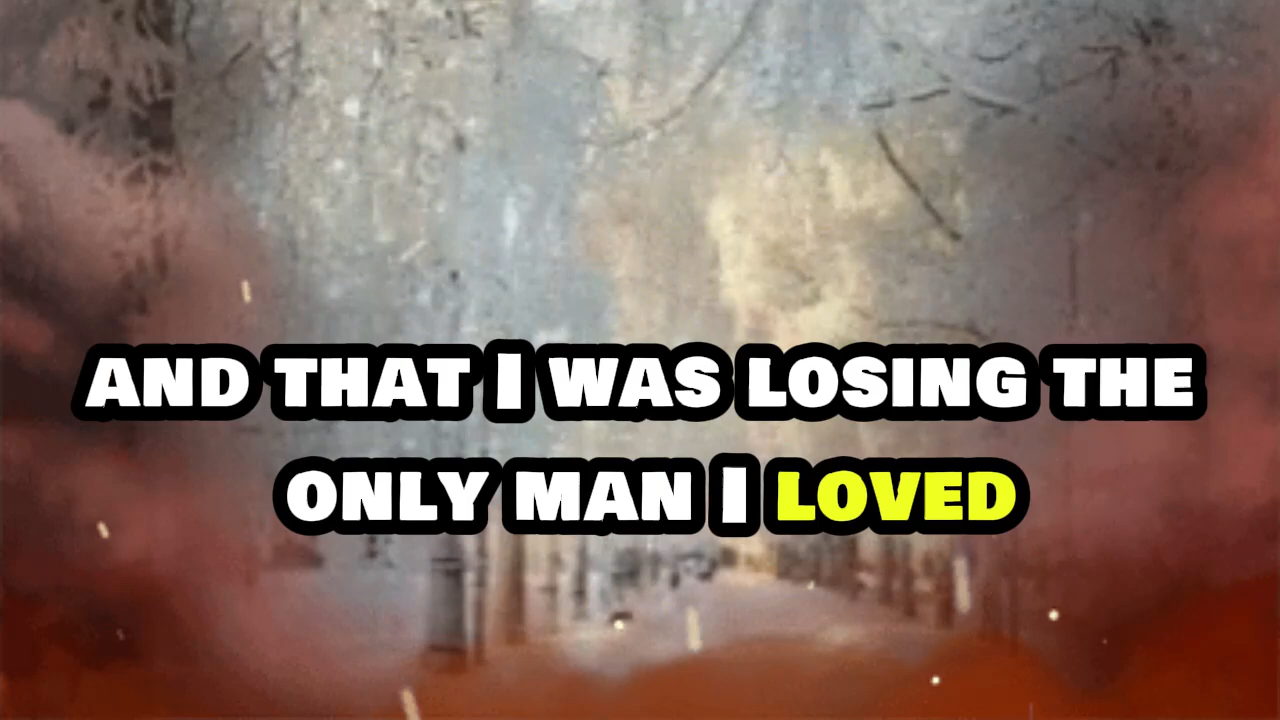 AND THAT I WAS LOSING THE
ONLY MAN I LOVED